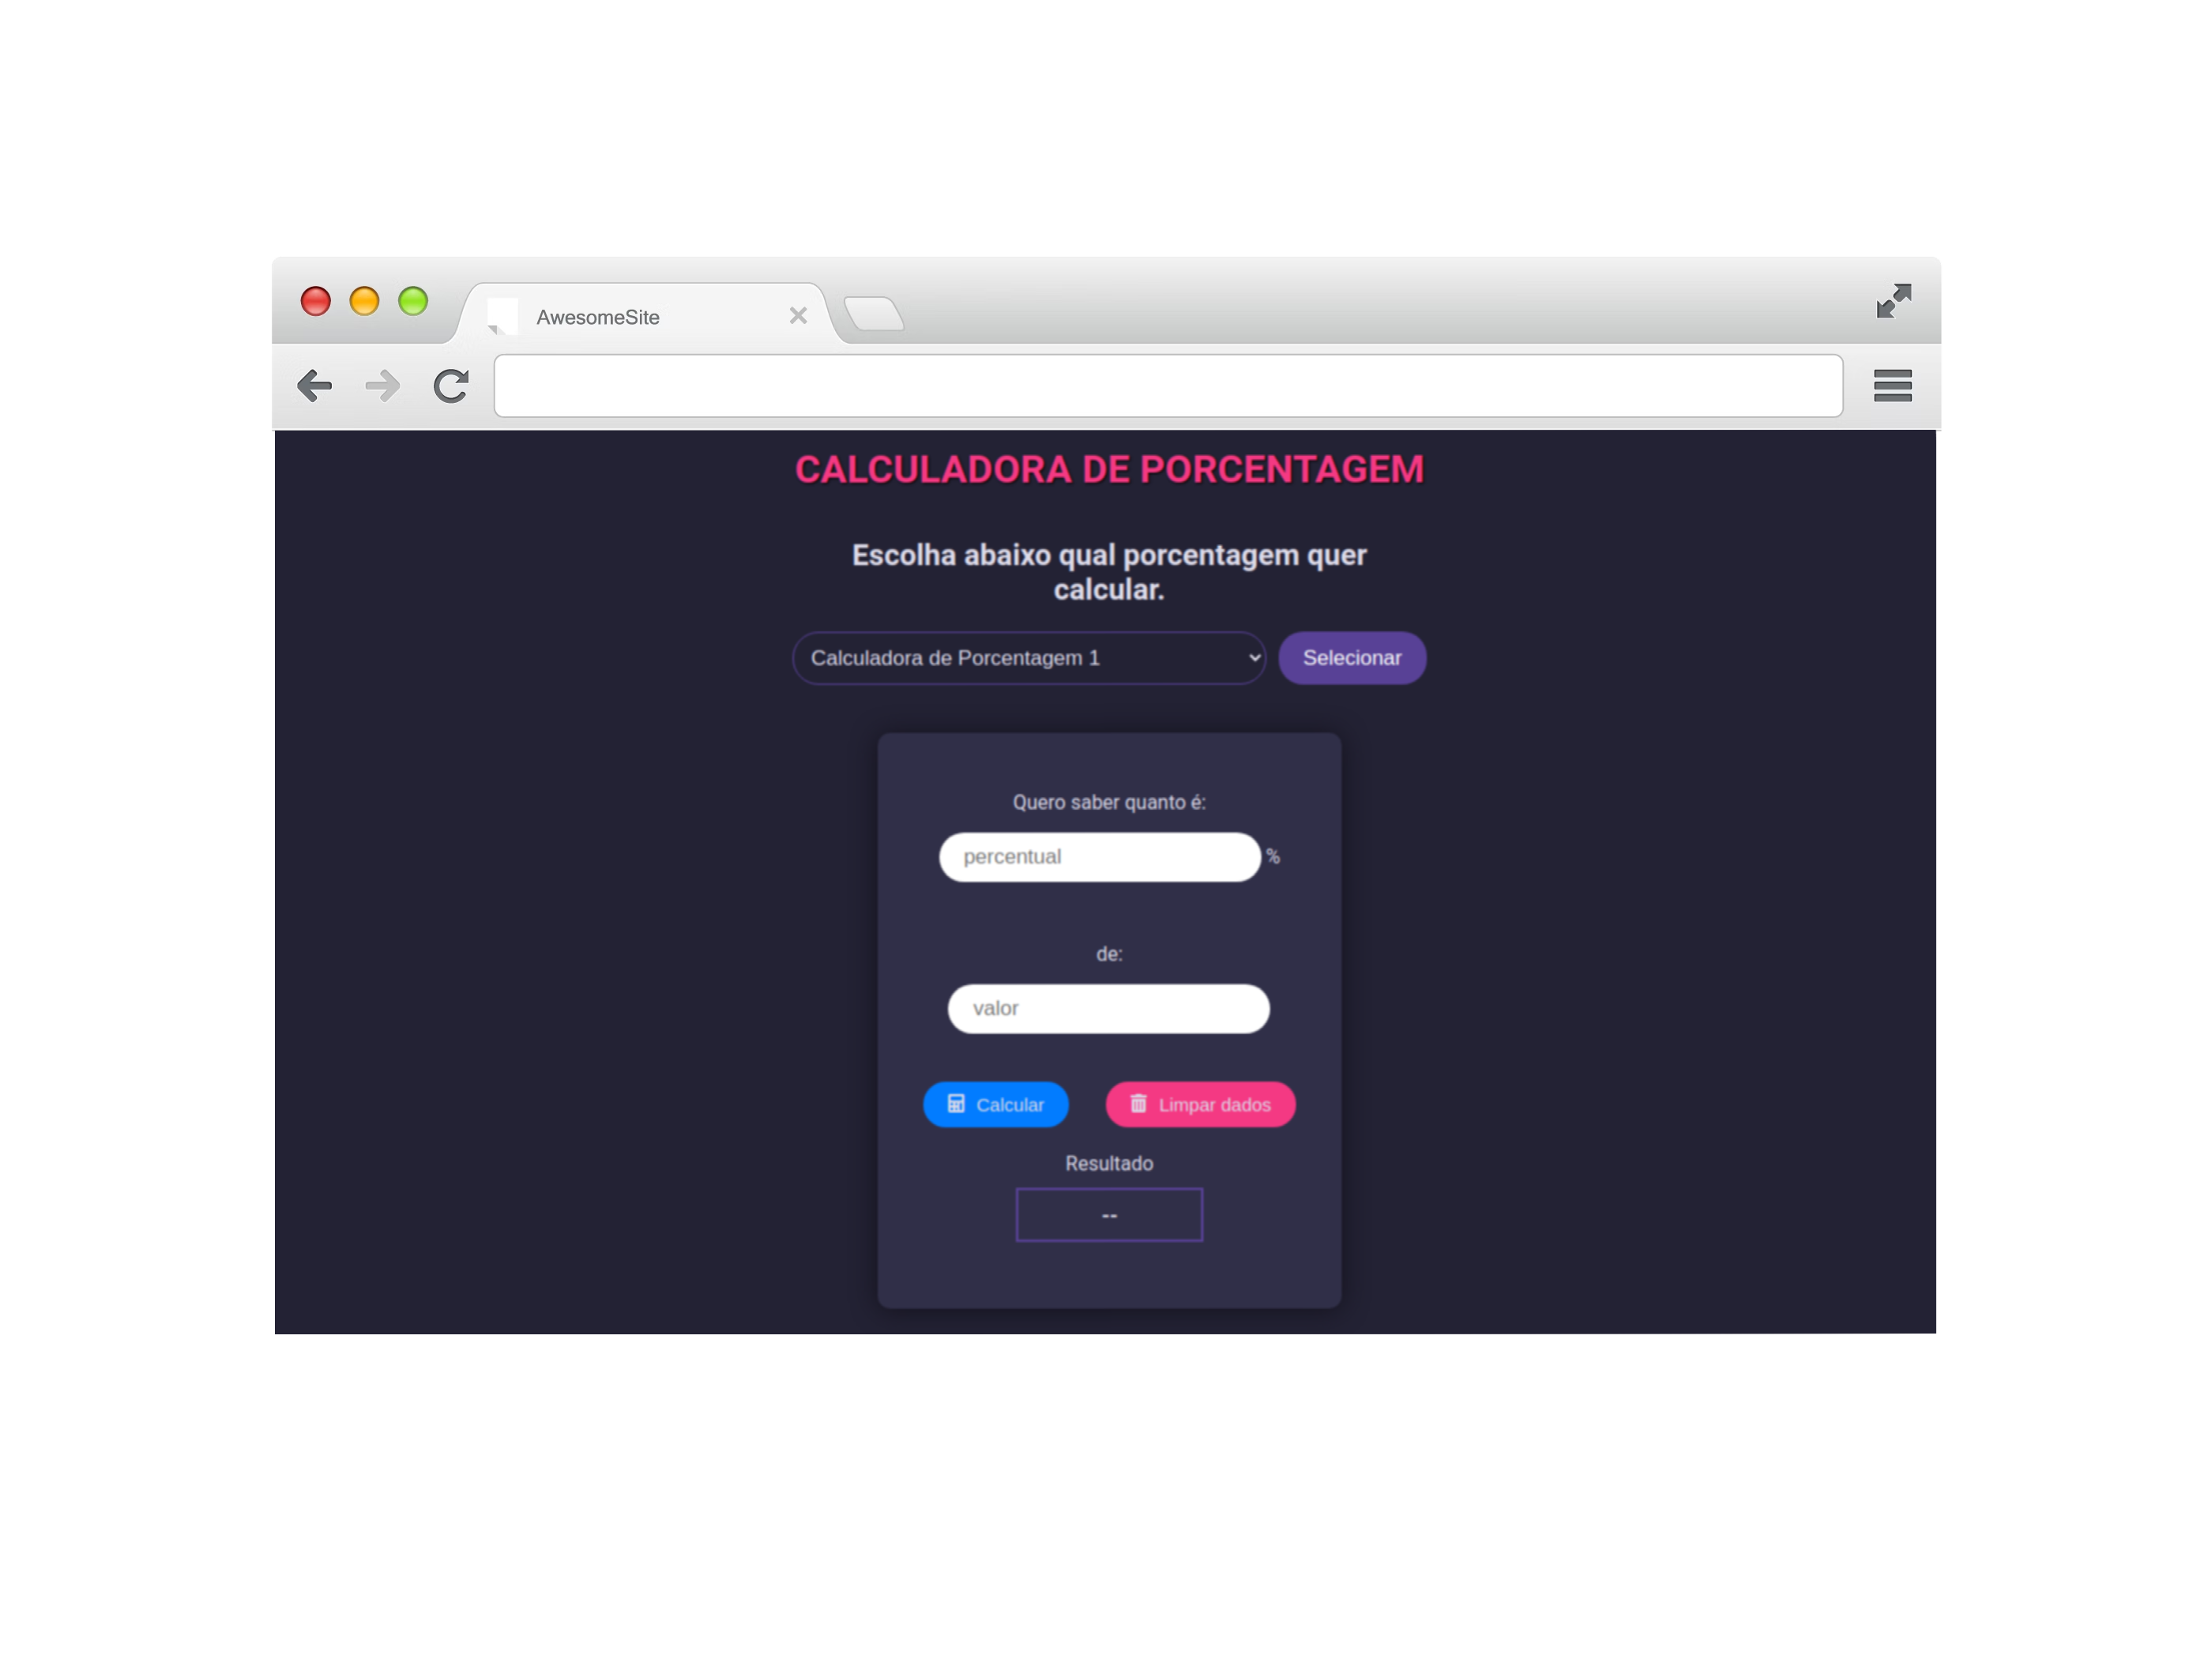 AwesomeSite
CALCULADORA DE PORCENTAGEM
Escolha abaixo qual porcentagem quer
calcular.
Calculadora de Porcentagem 1
Selecionar
Quero saber quanto é:
percentual %
de:
valor
Calcular
Limpar dados
Resultado
--